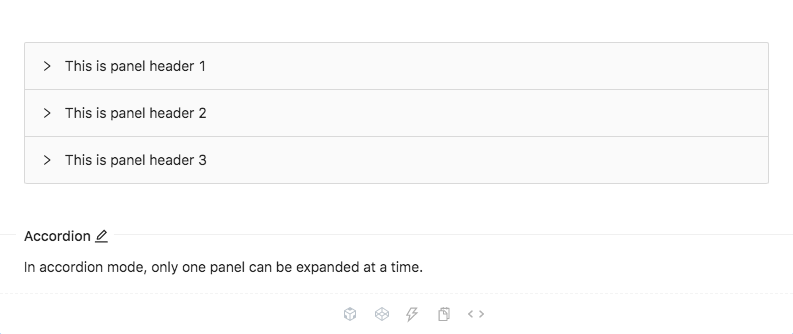 This is panel header 1
This is panel header 2
This is panel header 3
Accordion
In accordion mode, only one panel can be expanded at a time.